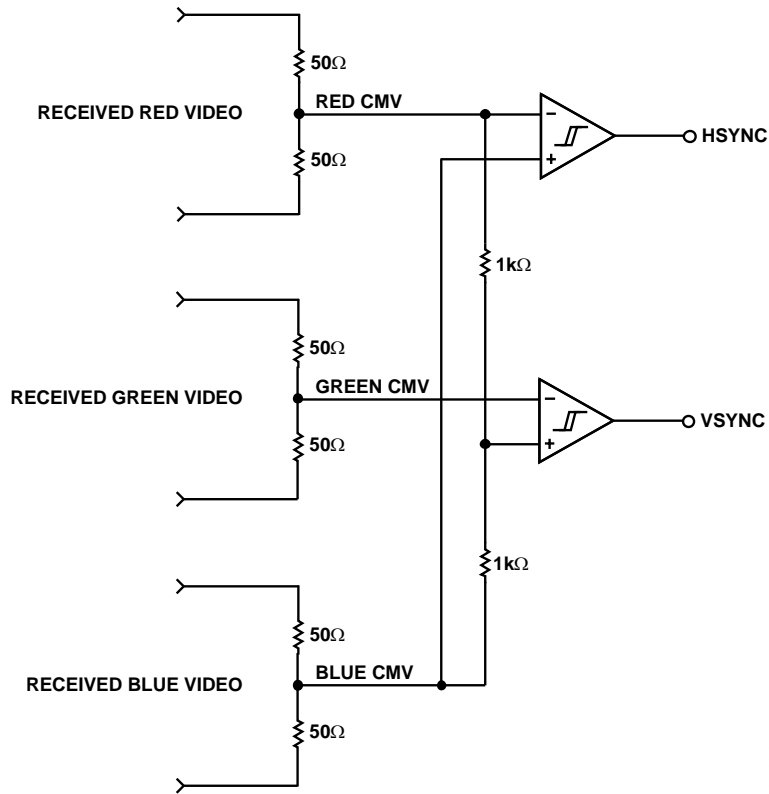 50Ω
RED CMV
RECEIVED RED VIDEO
50Ω
−
+
HSYNC
1kΩ
50Ω
GREEN CMV
RECEIVED GREEN VIDEO
50Ω
−
+
VSYNC
1kΩ
50Ω
BLUE CMV
RECEIVED BLUE VIDEO
50Ω